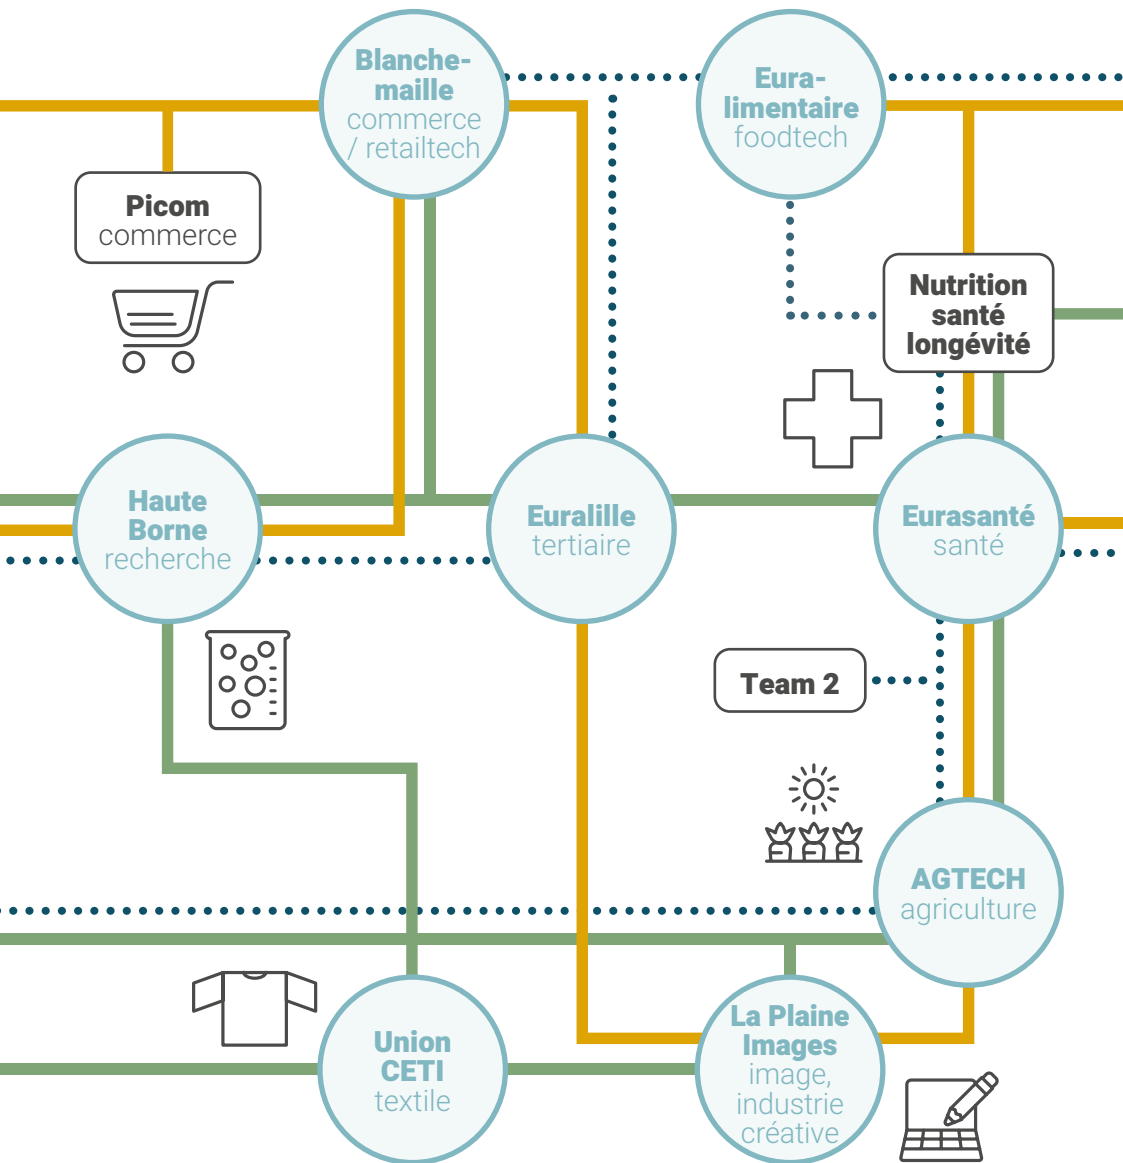 Blanche-
maille
commerce
/ retailtech
Eura-
limentaire
foodtech
Picom
commerce
Nutrition
santé
longévité
Haute
Borne
recherche
Euralille
tertiaire
Eurasanté
santé
Team 2
AGTECH
agriculture
Union
CETI
textile
La Plaine
Images
image,
industrie
créative